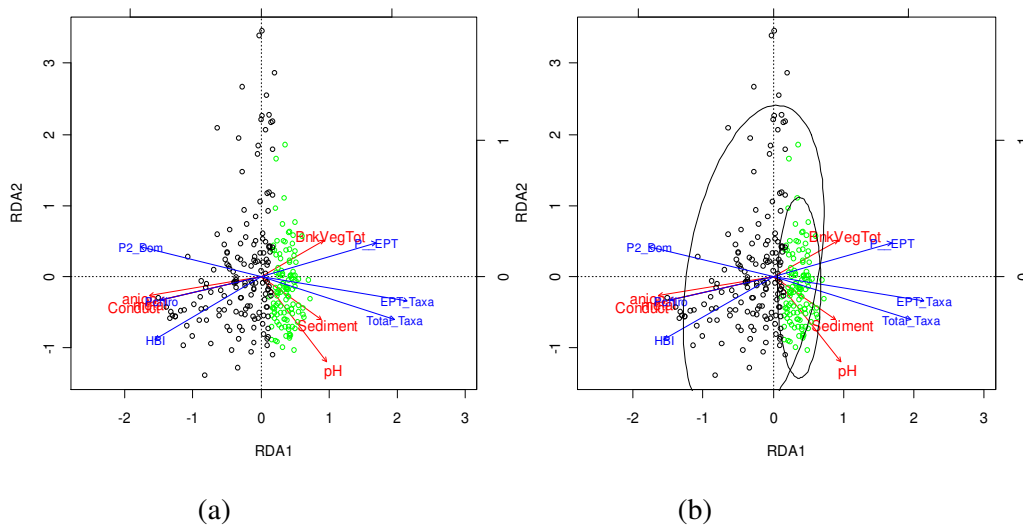 3
2
1
0
-1
RDA2
-2
-1
0
1
2
3
RDA1
0
1
BnkVegTot
P__EPT
P2_Dom
Conduct
HBI
EPT_Taxa
Total_Taxa
Sediment
pH
(a)
3
2
1
0
-1
RDA2
-2
-1
0
1
2
3
RDA1
0
1
BnkVegTot
P__EPT
P2_Dom
Conduct
HBI
EPT_Taxa
Total_Taxa
Sediment
pH
(b)